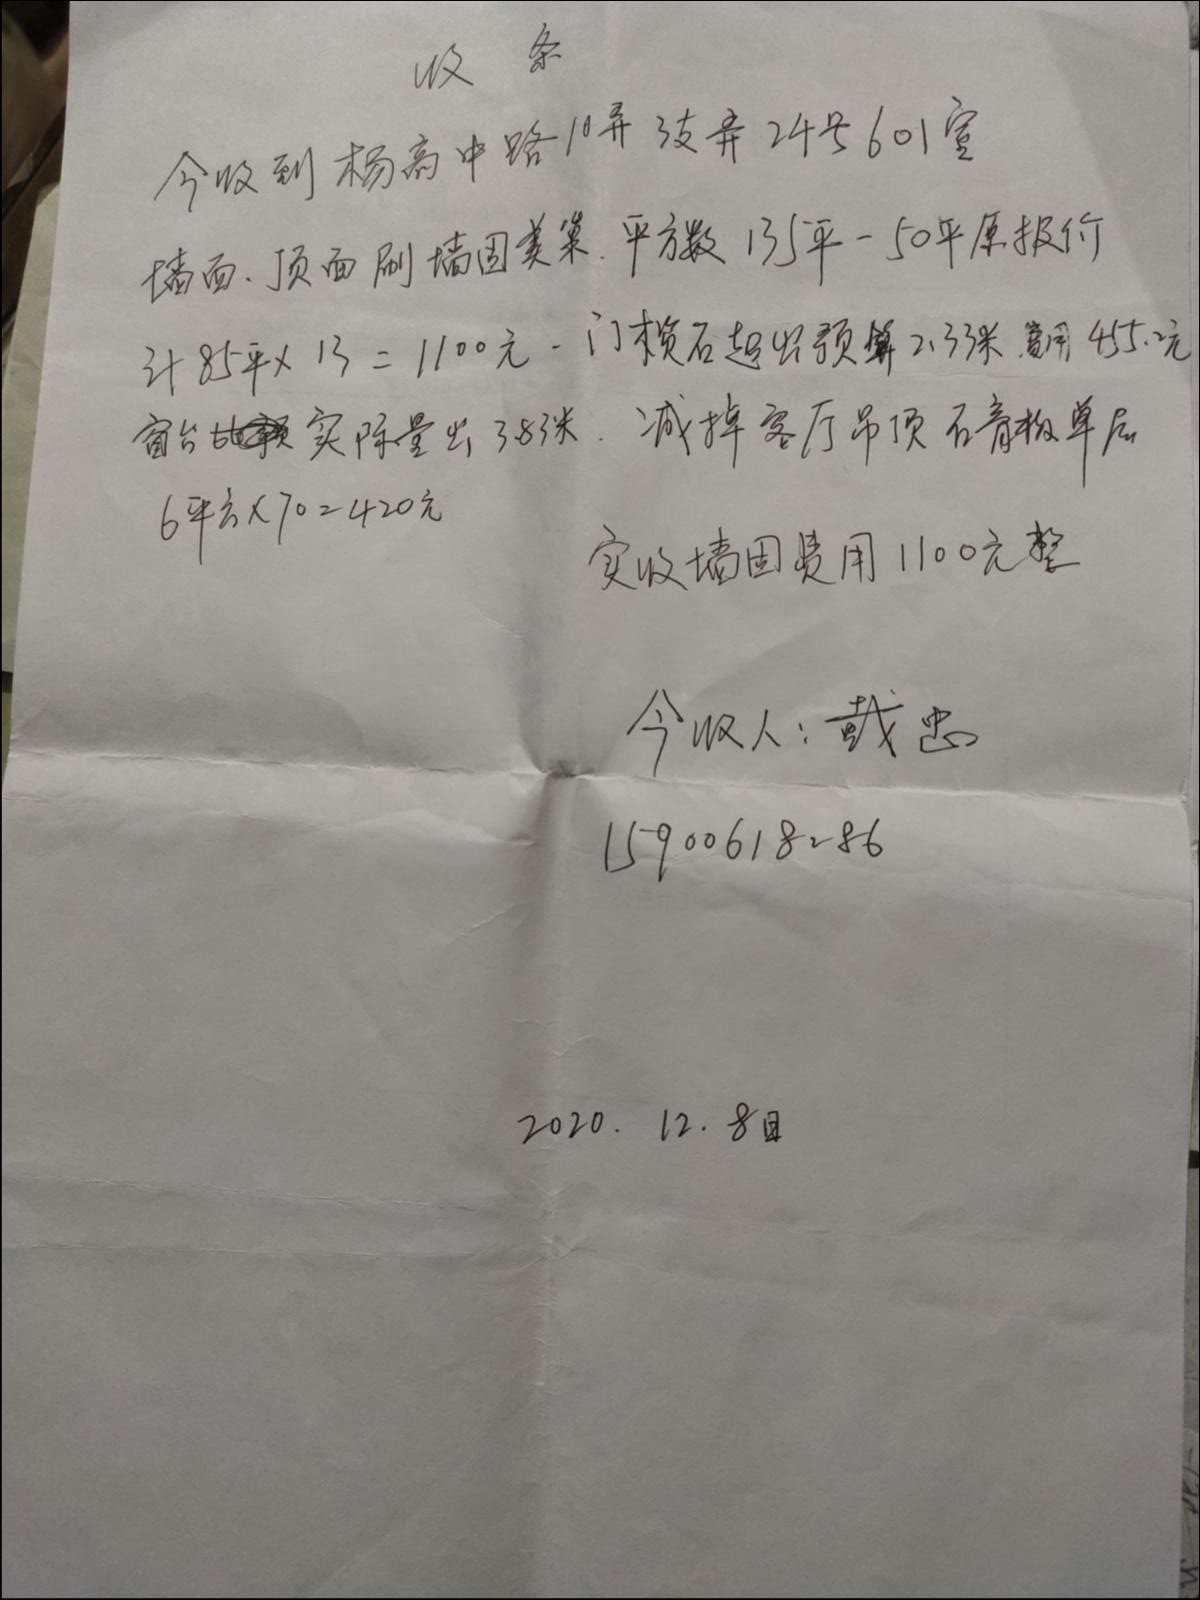 收条
今收到杨高中路10弄3支弄24号601室
墙面、顶面刷墙固美巢.平方数135平-50平原报价
计85平×13=1100元.门槛石超出预算2.33米费用455.2元
窗台实际量出3.83米.减掉客厅吊顶石膏板单层
6平方×70=420元
实收墙固费用1100元整
今收人:戴忠
15900618286
2020.12.8日